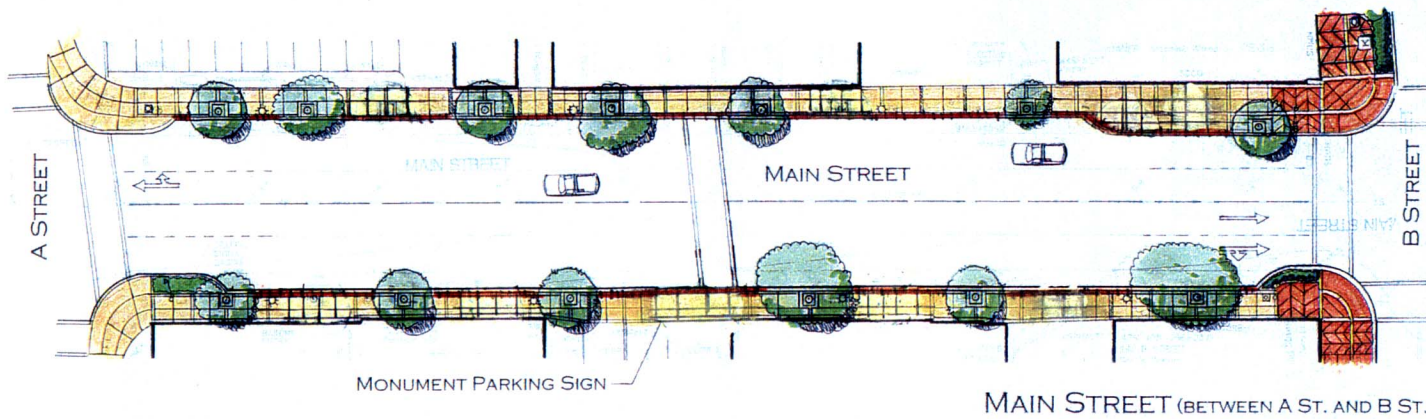 A STREET
MAIN STREET
MAIN STREET
B STREET
MAIN STREET
MONUMENT PARKING SIGN
MAIN STREET (BETWEEN A ST. AND B ST.